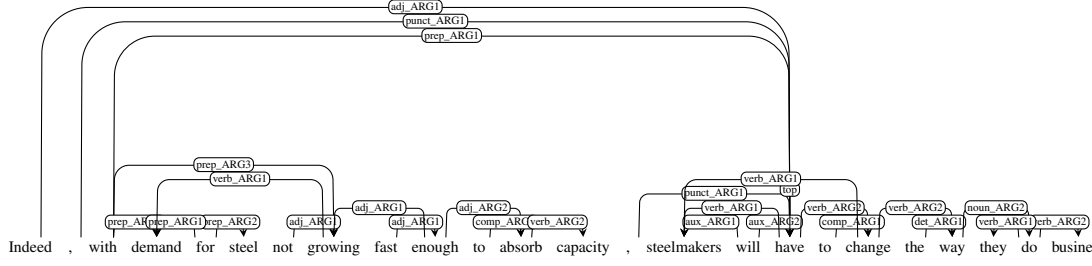 adj_ARG1
punct_ARG1
prep_ARG1
prep_ARG3
verb_ARG1 verb_ARG1
punct_ARG1 top
adj_ARG1 adj_ARG2 verb_ARG1 verb_ARG2 verb_ARG2 noun_ARG2
prep_ARG1 prep_ARG2 adj_ARG1 adj_ARG1 verb_ARG2 aux_ARG1 aux_ARG2 comp_ARG1 det_ARG1 verb_ARG1
Indeed , with demand for steel not growing fast enough to absorb capacity , steelmakers will have to change the way they do busine